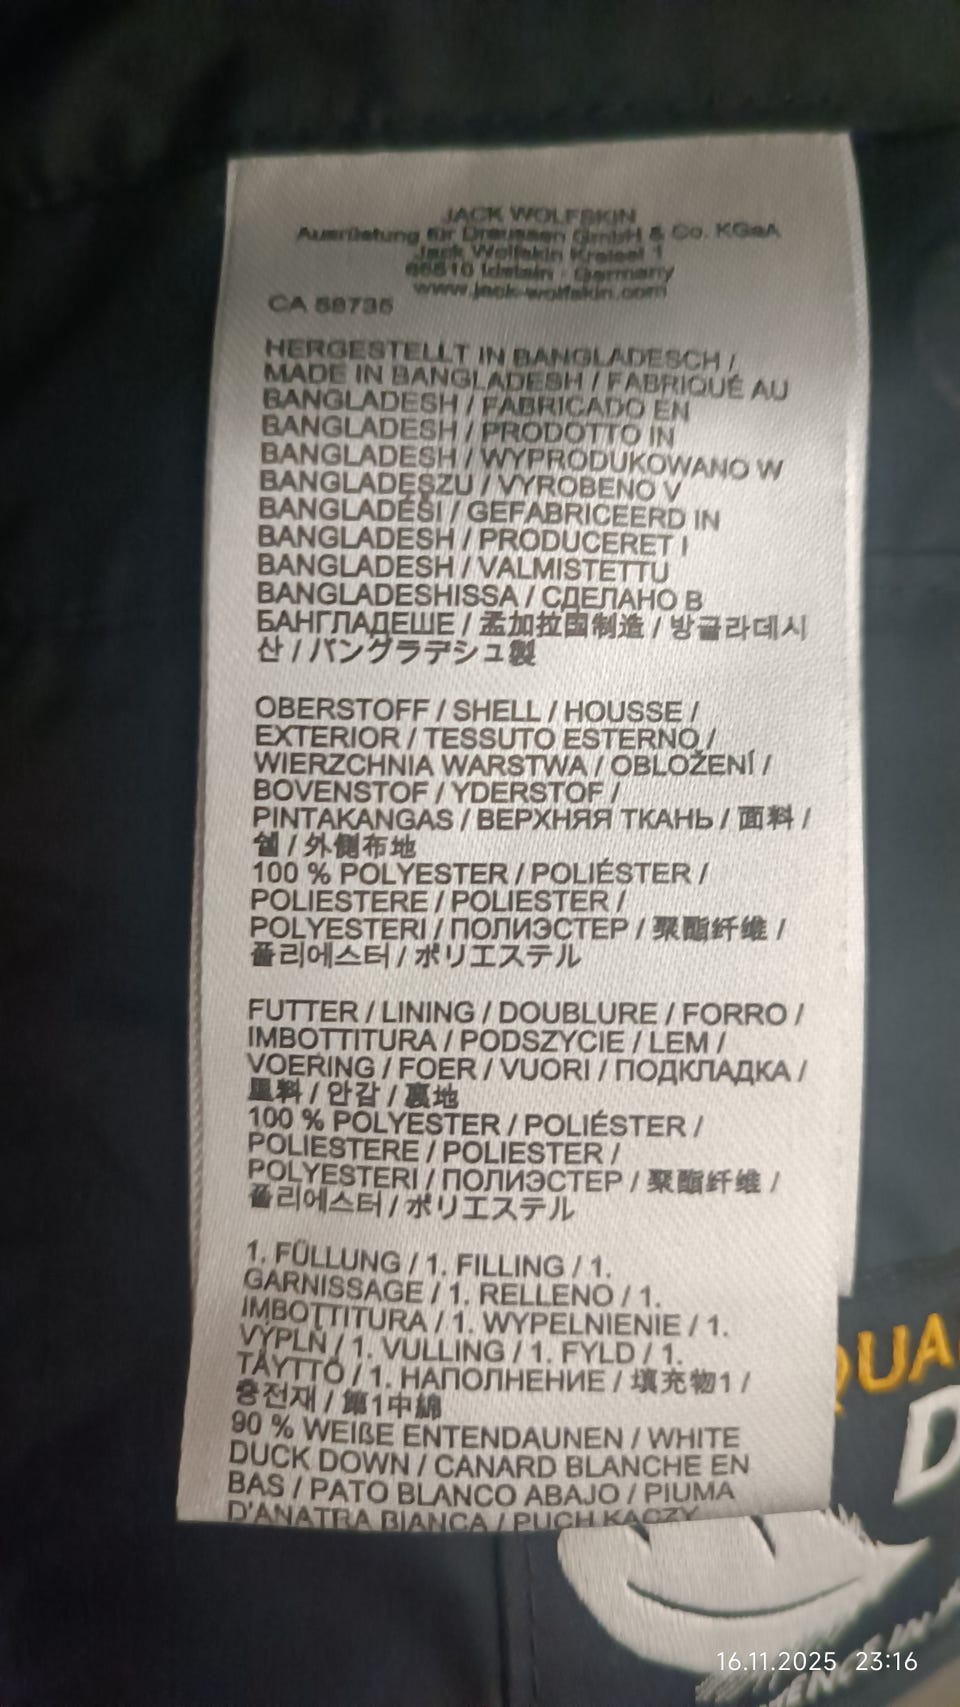 JACK WOLFSKIN
Ausrüstung für Draussen GmbH & Co. KGaA
Jack Wolfskin Kreisel 1
65510 Idstein - Germany
www.jack-wolfskin.com
CA 58735
HERGESTELLT IN BANGLADESCH /
MADE IN BANGLADESH / FABRIQUÉ AU
BANGLADESH / FABRICADO EN
BANGLADESH / PRODOTTO IN
BANGLADESH / WYPRODUKOWANO W
BANGLADESZU / VYROBENO V
BANGLADÉŠI / GEFABRICEERD IN
BANGLADESH / PRODUCERET I
BANGLADESH / VALMISTETTU
BANGLADESHISSA / СДЕЛАНО В
БАНГЛАДЕШЕ / 孟加拉国制造 / 방글라데시
산 / バングラデシュ製
OBERSTOFF / SHELL / HOUSSE /
EXTERIOR / TESSUTO ESTERNO /
WIERZCHNIA WARSTWA / OBLOŽENÍ /
BOVENSTOF / YDERSTOF /
PINTAKANGAS / ВЕРХНЯЯ ТКАНЬ / 面料 /
쉘 / 外側布地
100 % POLYESTER / POLIÉSTER /
POLIESTERE / POLIESTER /
POLYESTERI / ПОЛИЭСТЕР / 聚酯纤维 /
폴리에스터 / ポリエステル
FUTTER / LINING / DOUBLURE / FORRO /
IMBOTTITURA / PODSZYCIE / LEM /
VOERING / FOER / VUORI / ПОДКЛАДКА /
里料 / 안감 / 裏地
100 % POLYESTER / POLIÉSTER /
POLIESTERE / POLIESTER /
POLYESTERI / ПОЛИЭСТЕР / 聚酯纤维 /
폴리에스터 / ポリエステル
1. FÜLLUNG / 1. FILLING / 1.
GARNISSAGE / 1. RELLENO / 1.
IMBOTTITURA / 1. WYPEŁNIENIE / 1.
VÝPLŇ / 1. VULLING / 1. FYLD / 1.
TÄYTTÖ / 1. НАПОЛНЕНИЕ / 填充物1 /
충전재 / 第1中綿
90 % WEIßE ENTENDAUNEN / WHITE
DUCK DOWN / CANARD BLANCHE EN
BAS / PATO BLANCO ABAJO / PIUMA
D'ANATRA BIANCA / PUCH KACZY
QUA
D
16.11.2025 23:16